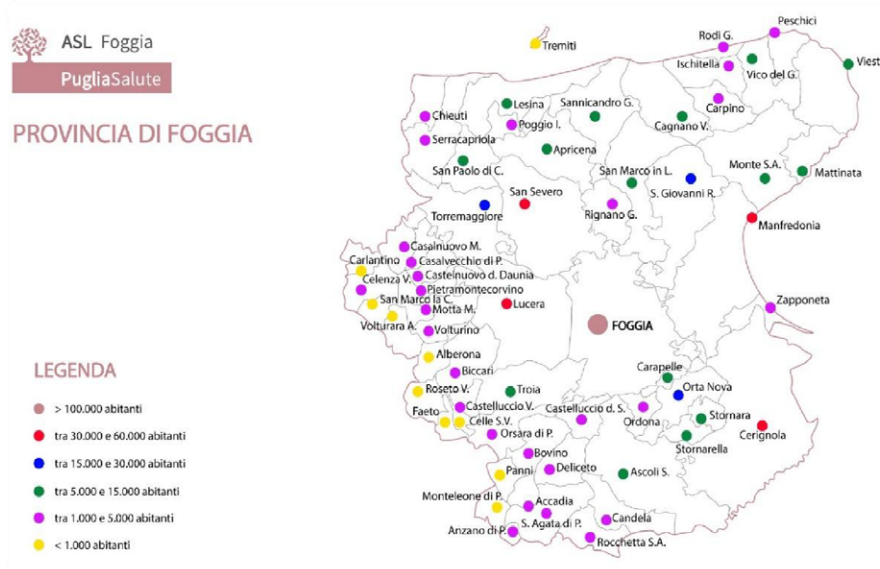 ASL Foggia
PugliaSalute
PROVINCIA DI FOGGIA
Tremiti
Peschici
Rodi G.
Ischitella
Vico del G.
Viest
Lesina
Sannicandro G.
Carpino
Chieuti
Poggio I.
Cagnano V.
Serracapriola
Apricena
San Paolo di C.
San Marco in L.
Monte S.A.
Mattinata
San Severo
S. Giovanni R.
Torremaggiore
Rignano G.
Manfredonia
Casalnuovo M.
Carlantino
Casalvecchio di P.
Celenza V.
Castelnuovo d. Daunia
Pietramontecorvino
San Marco la C.
Motta M.
Lucera
Zapponeta
Volturara A.
Volturino
FOGGIA
Alberona
Biccari
Carapelle
Roseto V.
Troia
Orta Nova
Castelluccio V.
Castelluccio d. S.
Faeto
Celle S.V.
Ordona
Stornara
Orsara di P.
Stornarella
Cerignola
Bovino
Panni
Deliceto
Ascoli S.
Monteleone di P.
Accadia
S. Agata di P.
Candela
Anzano di P.
Rocchetta S.A.
LEGENDA
> 100.000 abitanti
tra 30.000 e 60.000 abitanti
tra 15.000 e 30.000 abitanti
tra 5.000 e 15.000 abitanti
tra 1.000 e 5.000 abitanti
< 1.000 abitanti